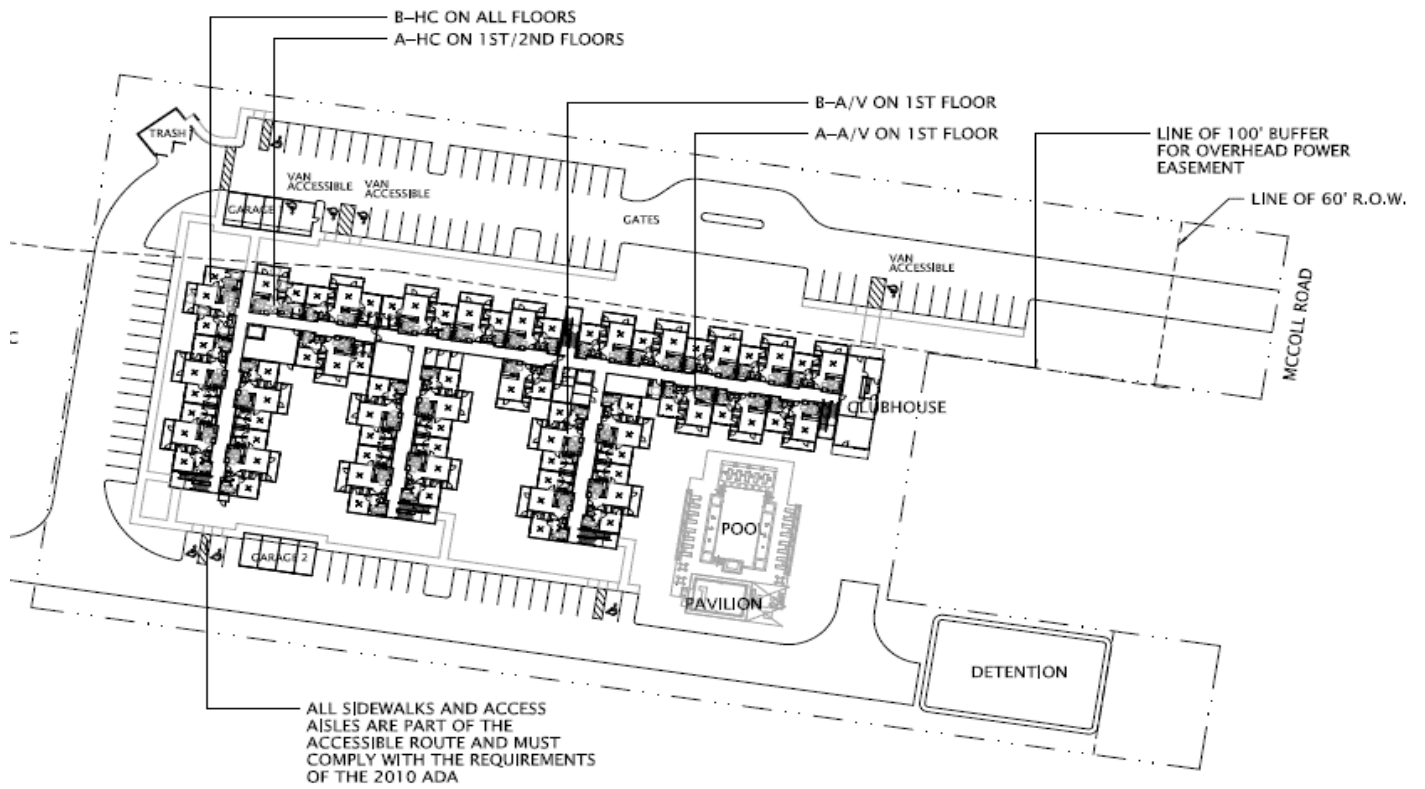 B-HC ON ALL FLOORS
A-HC ON 1ST/2ND FLOORS
B-A/V ON 1ST FLOOR
A-A/V ON 1ST FLOOR
LINE OF 100' BUFFER
FOR OVERHEAD POWER
EASEMENT
LINE OF 60' R.O.W.
TRASH
VAN
ACCESSIBLE
VAN
ACCESSIBLE
GARAGE
GATES
VAN
ACCESSIBLE
MCCOLL ROAD
C
CLUBHOUSE
POOL
GARAGE 2
PAVILION
DETENTION
ALL SIDEWALKS AND ACCESS
AISLES ARE PART OF THE
ACCESSIBLE ROUTE AND MUST
COMPLY WITH THE REQUIREMENTS
OF THE 2010 ADA